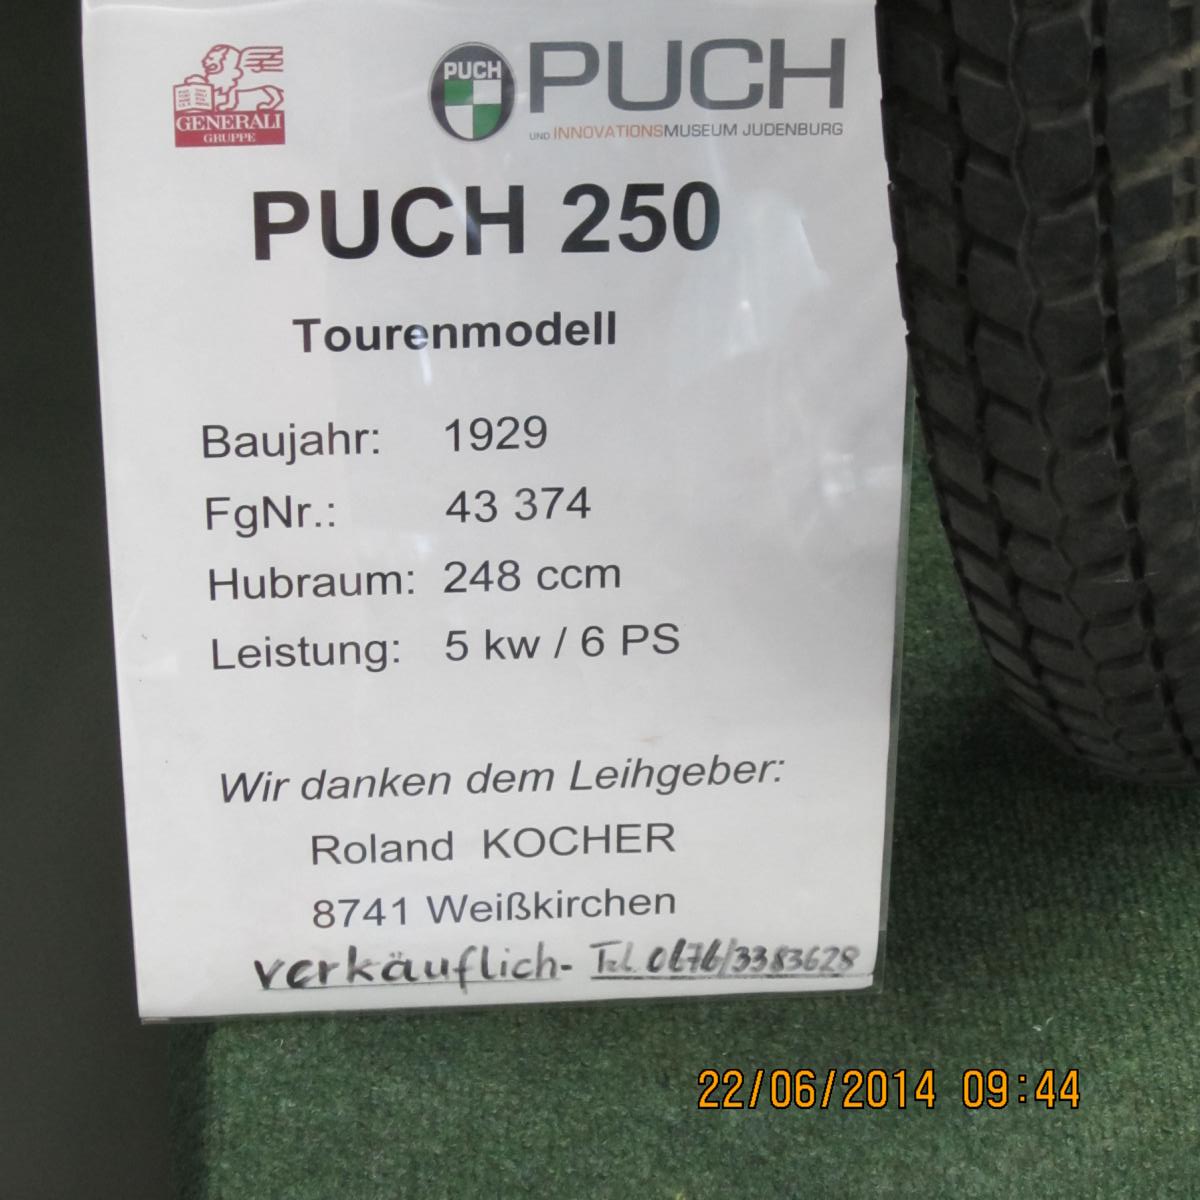 GENERALI
GRUPPE
PUCH
PUCH
UND INNOVATIONSMUSEUM JUDENBURG
PUCH 250
Tourenmodell
Baujahr: 1929
FgNr.: 43 374
Hubraum: 248 ccm
Leistung: 5 kw / 6 PS
Wir danken dem Leihgeber:
Roland KOCHER
8741 Weißkirchen
verkäuflich- Tel. 0676/3383628
22/06/2014 09:44